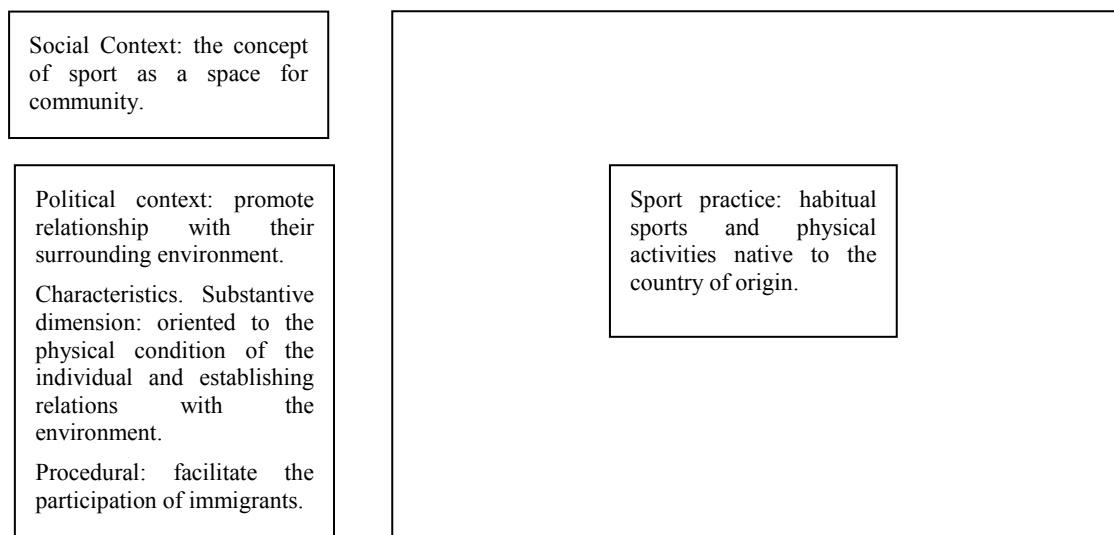 Social Context: the concept
of sport as a space for
community.
Political context: promote
relationship with their
surrounding environment.
Characteristics. Substantive
dimension: oriented to the
physical condition of the
individual and establishing
relations with the
environment.
Procedural: facilitate the
participation of immigrants.
Sport practice: habitual
sports and physical
activities native to the
country of origin.